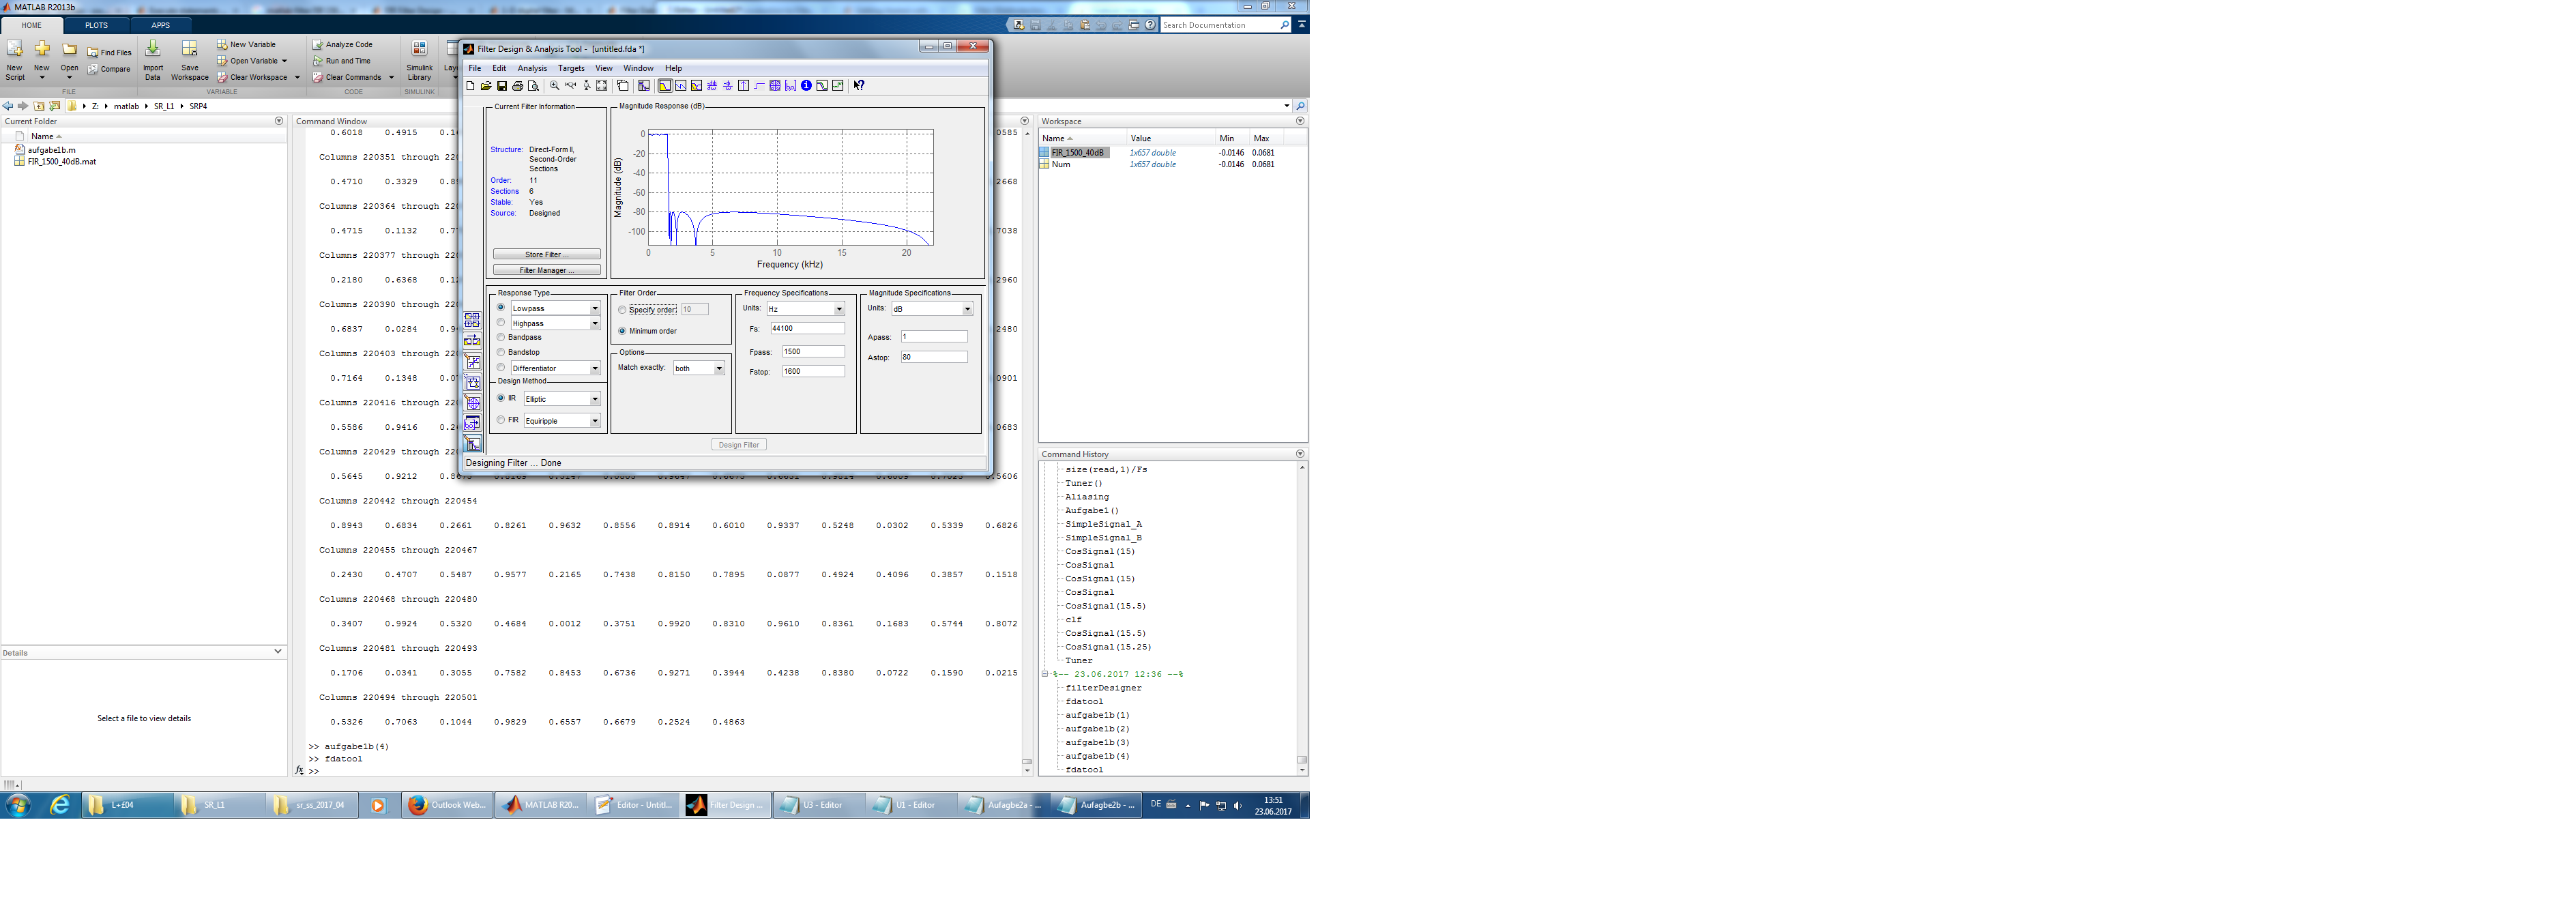 MATLAB R2013b
HOME PLOTS APPS
Search Documentation
New Script
New
Open
Find Files
Compare
Import Data
Save Workspace
New Variable
Open Variable
Clear Workspace
Analyze Code
Run and Time
Clear Commands
Simulink Library
FILE VARIABLE CODE SIMULINK
Z: matlab SR_L1 SRP4
Current Folder
Name
aufgabe1b.m
FIR_1500_40dB.mat
Details
Select a file to view details
Command Window
0.6018 0.4915
Columns 220351 through
0.4710 0.3329
Columns 220364 through
0.4715 0.1132
Columns 220377 through
0.2180 0.6368
Columns 220390 through
0.6837 0.0284
Columns 220403 through
0.7164 0.1348
Columns 220416 through
0.5586 0.9416
Columns 220429 through
0.5645 0.9212
Columns 220442 through 220454
0.8943 0.6834 0.2661 0.8261 0.9632 0.8556 0.8914 0.6010 0.9337 0.5248 0.0302 0.5339 0.6826
Columns 220455 through 220467
0.2430 0.4707 0.5487 0.9577 0.2165 0.7438 0.8150 0.7895 0.0877 0.4924 0.4096 0.3857 0.1518
Columns 220468 through 220480
0.3407 0.9924 0.5320 0.4684 0.0012 0.3751 0.9920 0.8310 0.9610 0.8361 0.1683 0.5744 0.8072
Columns 220481 through 220493
0.1706 0.0341 0.3055 0.7582 0.8453 0.6736 0.9271 0.3944 0.4238 0.8380 0.0722 0.1590 0.0215
Columns 220494 through 220501
0.5326 0.7063 0.1044 0.9829 0.6557 0.6679 0.2524 0.4863
>> aufgabe1b(4)
>> fdatool
fx >>
Filter Design & Analysis Tool - [untitled.fda *]
File Edit Analysis Targets View Window Help
Current Filter Information
Structure: Direct-Form II,
Second-Order
Sections
Order: 11
Sections 6
Stable: Yes
Source: Designed
Store Filter ...
Filter Manager ...
Magnitude Response (dB)
Magnitude (dB)
0
-20
-40
-60
-80
-100
0 5 10 15 20
Frequency (kHz)
Response Type
Lowpass
Highpass
Bandpass
Bandstop
Differentiator
Design Method
IIR Elliptic
FIR Equiripple
Filter Order
Specify order: 10
Minimum order
Options
Match exactly: both
Frequency Specifications
Units: Hz
Fs: 44100
Fpass: 1500
Fstop: 1600
Magnitude Specifications
Units: dB
Apass: 1
Astop: 80
Design Filter
Designing Filter ... Done
Workspace
Name Value Min Max
FIR_1500_40dB 1x657 double -0.0146 0.0681
Num 1x657 double -0.0146 0.0681
Command History
size(read,1)/Fs
Tuner()
Aliasing
Aufgabe1()
SimpleSignal_A
SimpleSignal_B
CosSignal(15)
CosSignal
CosSignal(15)
CosSignal
CosSignal(15.5)
clf
CosSignal(15.5)
CosSignal(15.25)
Tuner
%-- 23.06.2017 12:36 --%
filterDesigner
fdatool
aufgabe1b(1)
aufgabe1b(2)
aufgabe1b(3)
aufgabe1b(4)
fdatool
L+£04 SR_L1 sr_ss_2017_04 Outlook Web... MATLAB R20... Editor - Untitl... Filter Design ... U3 - Editor U1 - Editor Aufagbe2a - ... Aufagbe2b - ... DE 13:51
23.06.2017